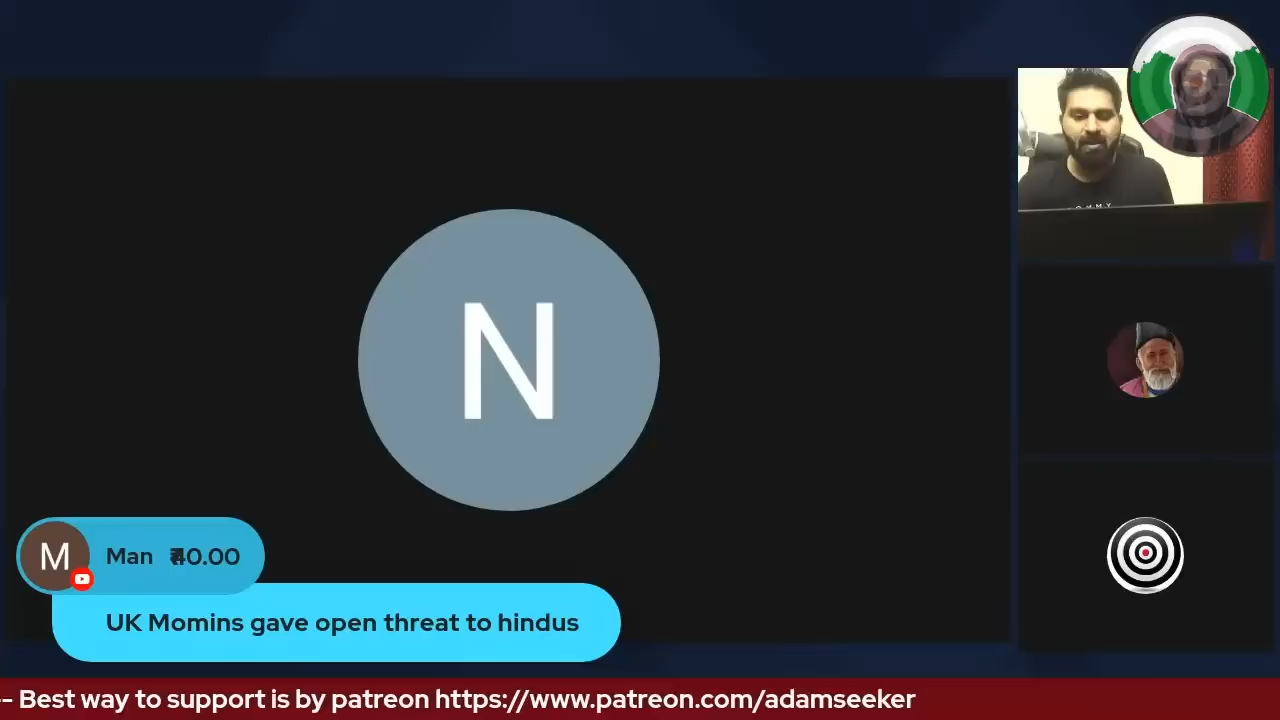 N
M
Man ₹40.00
UK Momins gave open threat to hindus
-- Best way to support is by patreon https://www.patreon.com/adamseeker